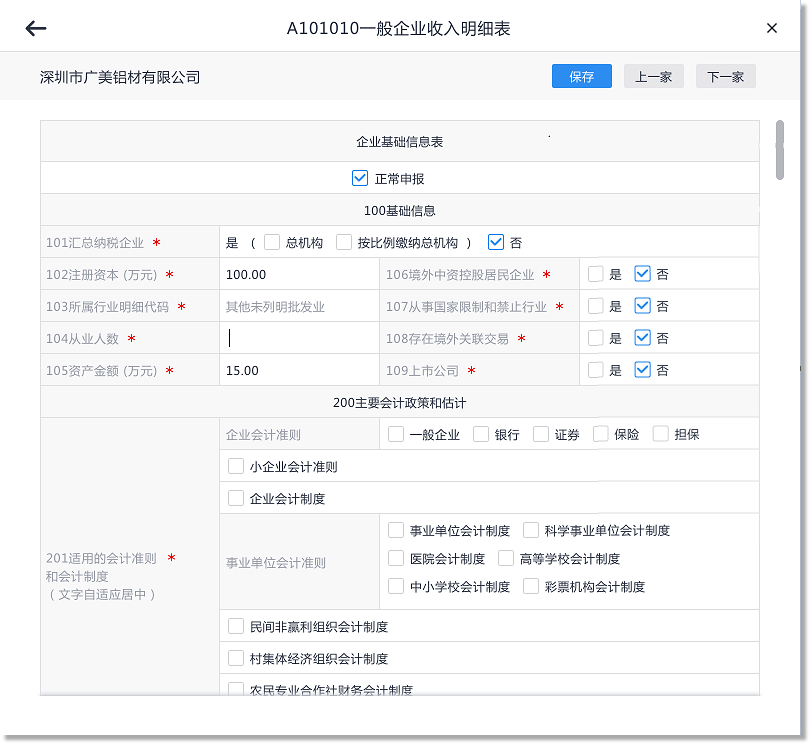 A101010一般企业收入明细表
深圳市广美铝材有限公司 保存 上一家 下一家
企业基础信息表
正常申报
100基础信息
101汇总纳税企业 * 是 ( 总机构 按比例缴纳总机构 ) 否
102注册资本 (万元) * 100.00 106境外中资控股居民企业 * 是 否
103所属行业明细代码 * 其他未列明批发业 107从事国家限制和禁止行业 * 是 否
104从业人数 * 108存在境外关联交易 * 是 否
105资产金额 (万元) * 15.00 109上市公司 * 是 否
200主要会计政策和估计
企业会计准则 一般企业 银行 证券 保险 担保
小企业会计准则
企业会计制度
事业单位会计制度 科学事业单位会计制度
201适用的会计准则 * 事业单位会计准则 医院会计制度 高等学校会计制度
和会计制度 中小学校会计制度 彩票机构会计制度
(文字自适应居中)
民间非赢利组织会计制度
村集体经济组织会计制度
农民专业合作社财务会计制度